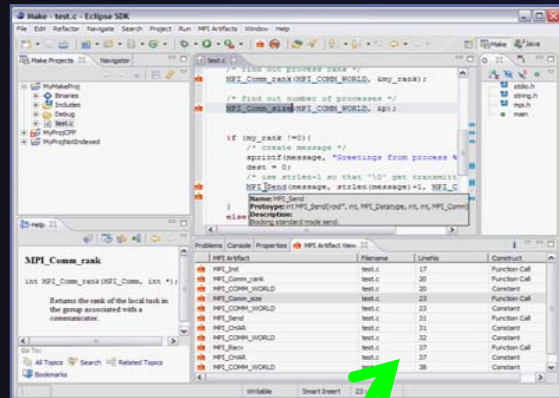 Make - test.c - Eclipse SDK
File Edit Refactor Navigate Search Project Run MPI Artifacts Window Help
Make Java
Make Projects Navigator
MyMakeProj
Binaries
Includes
Debug
test.c
MyProjCPP
MyProjNotIndexed
test.c
/* find out process rank */
MPI_Comm_rank(MPI_COMM_WORLD, &my_rank);
/* find out number of processes */
MPI_Comm_size(MPI_COMM_WORLD, &p);
if (my_rank !=0){
/* create message */
sprintf(message, "Greetings from process %
dest = 0;
/* use strlen+1 so that '\0' get transmitt
MPI_Send(message, strlen(message)+1, MPI_C
}
else
Name: MPI_Send
Protoype: int MPI_Send(void*, int, MPI_Datatype, int, int, MPI_Comm)
Description:
Blocking standard mode send.
stdio.h
string.h
mpi.h
main
Help
MPI_Comm_rank
int MPI_Comm_rank(MPI_Comm, int *);
Returns the rank of the local task in
the group associated with a
communicator.
Go To:
All Topics Search Related Topics
Bookmarks
Problems Console Properties MPI Artifact View
MPI Artifact Filename LineNo Construct
MPI_Init test.c 17 Function Call
MPI_Comm_rank test.c 20 Function Call
MPI_COMM_WORLD test.c 20 Constant
MPI_Comm_size test.c 23 Function Call
MPI_COMM_WORLD test.c 23 Constant
MPI_Send test.c 31 Function Call
MPI_CHAR test.c 31 Constant
MPI_COMM_WORLD test.c 32 Constant
MPI_Recv test.c 37 Function Call
MPI_CHAR test.c 37 Constant
MPI_COMM_WORLD test.c 38 Constant
Writable Smart Insert 23